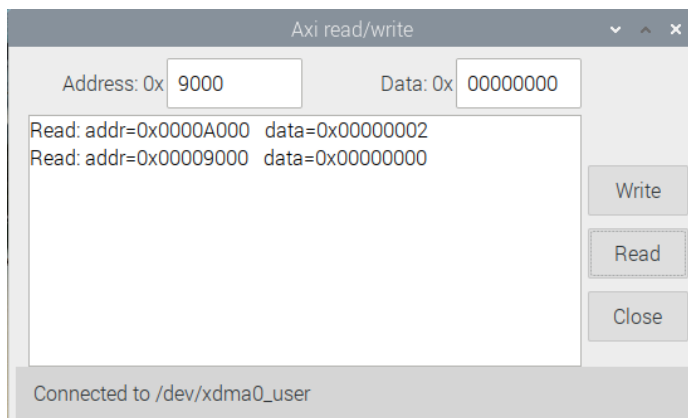 Axi read/write
Address: 0x 9000 Data: 0x 00000000
Read: addr=0x0000A000 data=0x00000002
Read: addr=0x00009000 data=0x00000000
Write
Read
Close
Connected to /dev/xdma0_user